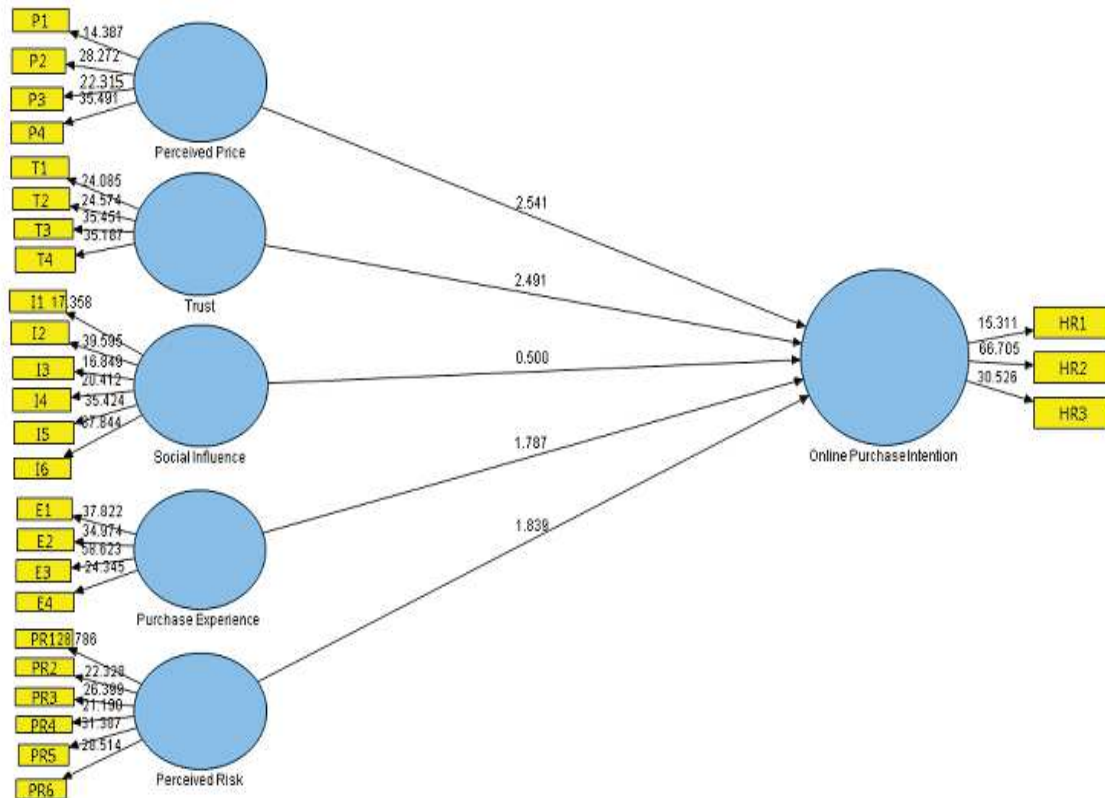 P1
14.387
P2
28.272
P3
22.315
P4
35.491
Perceived Price
T1
24.085
T2
24.574
T3
35.451
T4
35.187
Trust
I1 17.358
I2
39.595
I3
16.849
I4
20.412
I5
35.424
I6
37.844
Social Influence
E1
37.822
E2
34.974
E3
58.623
E4
24.345
Purchase Experience
PR1 28.786
PR2
22.328
PR3
26.399
PR4
21.190
PR5
31.387
PR6
28.514
Perceived Risk
2.541
2.491
0.500
1.787
1.839
Online Purchase Intention
15.311
HR1
66.705
HR2
30.526
HR3